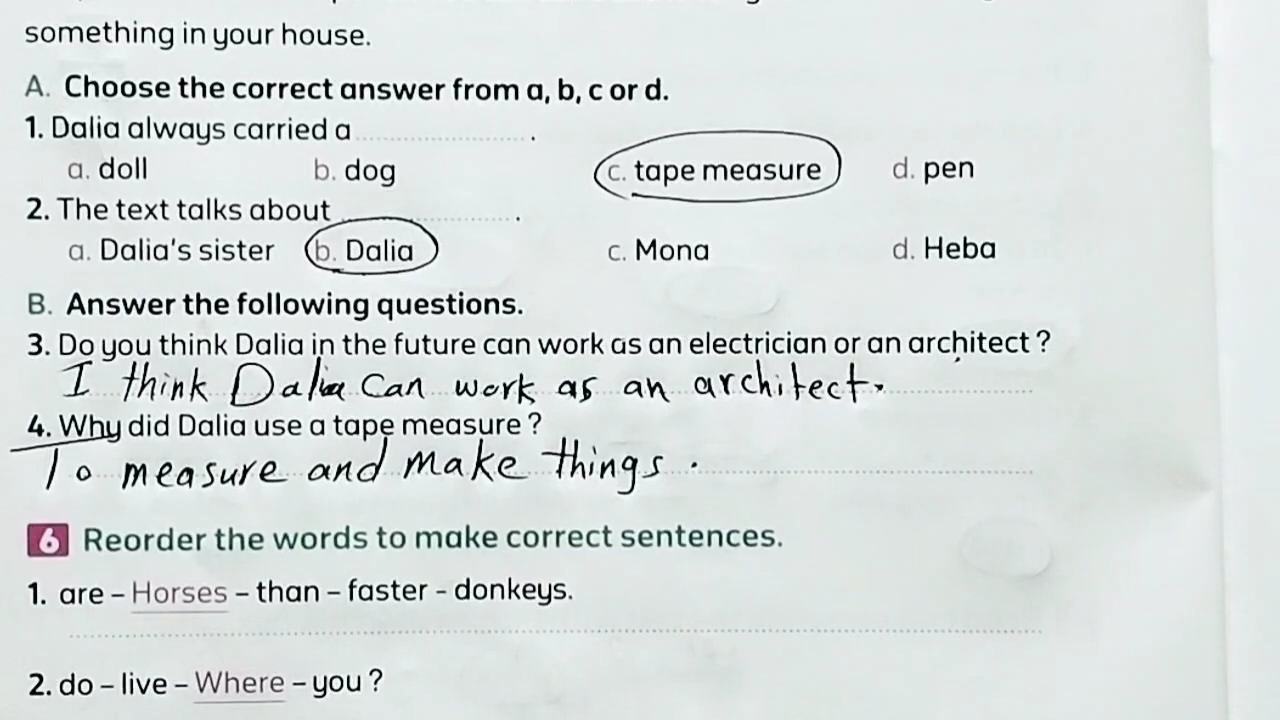 something in your house.
A. Choose the correct answer from a, b, c or d.
1. Dalia always carried a .................... .
a. doll b. dog c. tape measure d. pen
2. The text talks about .................... .
a. Dalia's sister b. Dalia c. Mona d. Heba
B. Answer the following questions.
3. Do you think Dalia in the future can work as an electrician or an architect ?
I think Dalia can work as an architect.
4. Why did Dalia use a tape measure ?
To measure and make things.
6 Reorder the words to make correct sentences.
1. are – Horses – than – faster - donkeys.
2. do – live – Where – you ?